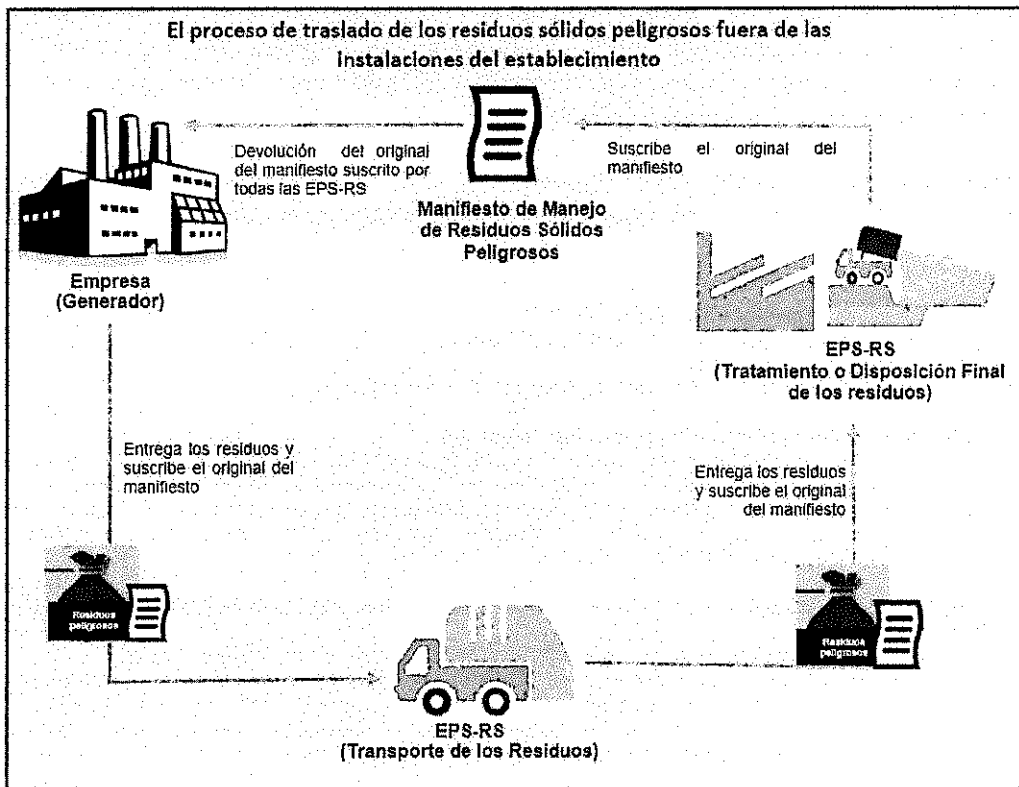 El proceso de traslado de los residuos sólidos peligrosos fuera de las
instalaciones del establecimiento
Devolución del original
del manifiesto suscrito por
todas las EPS-RS
Suscribe el original del
manifiesto
Manifiesto de Manejo
de Residuos Sólidos
Peligrosos
Empresa
(Generador)
EPS-RS
(Tratamiento o Disposición Final
de los residuos)
Entrega los residuos y
suscribe el original del
manifiesto
Entrega los residuos
y suscribe el original
del manifiesto
Residuos
peligrosos
Residuos
peligrosos
EPS-RS
(Transporte de los Residuos)